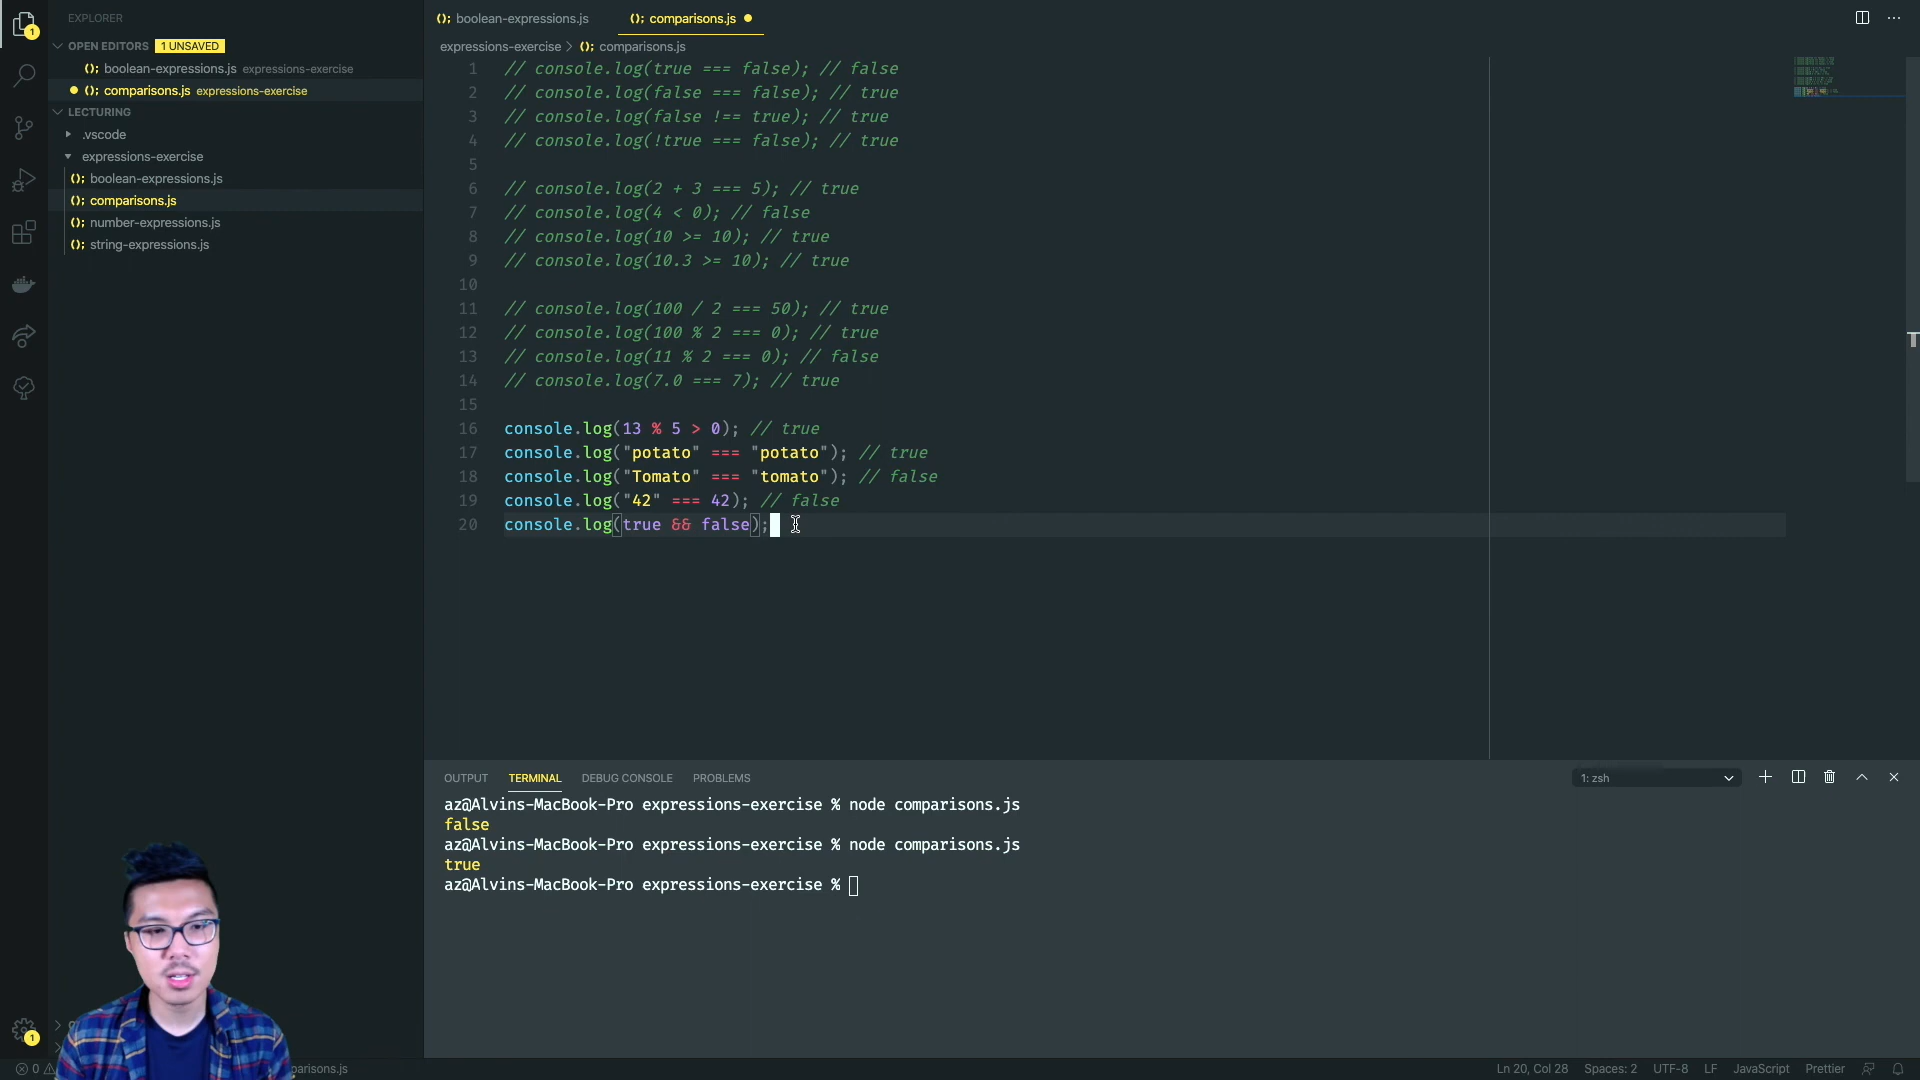 EXPLORER
OPEN EDITORS 1 UNSAVED
boolean-expressions.js expressions-exercise
comparisons.js expressions-exercise
LECTURING
.vscode
expressions-exercise
(); boolean-expressions.js
(); comparisons.js
(); number-expressions.js
(); string-expressions.js
(); boolean-expressions.js (); comparisons.js
expressions-exercise > (); comparisons.js
1 // console.log(true === false); // false
2 // console.log(false === false); // true
3 // console.log(false !== true); // true
4 // console.log(!true === false); // true
5
6 // console.log(2 + 3 === 5); // true
7 // console.log(4 < 0); // false
8 // console.log(10 >= 10); // true
9 // console.log(10.3 >= 10); // true
10
11 // console.log(100 / 2 === 50); // true
12 // console.log(100 % 2 === 0); // true
13 // console.log(11 % 2 === 0); // false
14 // console.log(7.0 === 7); // true
15
16 console.log(13 % 5 > 0); // true
17 console.log("potato" === "potato"); // true
18 console.log("Tomato" === "tomato"); // false
19 console.log("42" === 42); // false
20 console.log(true && false);
OUTPUT TERMINAL DEBUG CONSOLE PROBLEMS 1: zsh
az@Alvins-MacBook-Pro expressions-exercise % node comparisons.js
false
az@Alvins-MacBook-Pro expressions-exercise % node comparisons.js
true
az@Alvins-MacBook-Pro expressions-exercise %
1
1
0 parisons.js Ln 20, Col 28 Spaces: 2 UTF-8 LF JavaScript Prettier